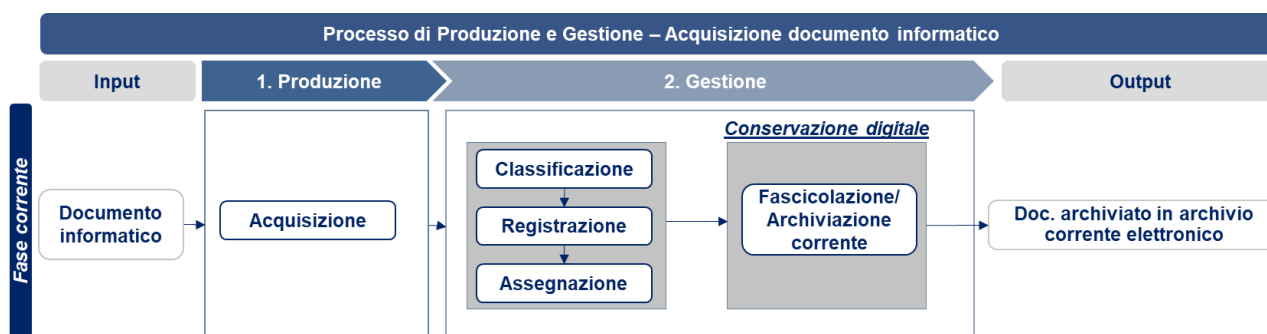 Processo di Produzione e Gestione – Acquisizione documento informatico
Input
1. Produzione
2. Gestione
Output
Fase corrente
Documento
informatico
Acquisizione
Classificazione
Registrazione
Assegnazione
Conservazione digitale
Fascicolazione/
Archiviazione
corrente
Doc. archiviato in archivio
corrente elettronico